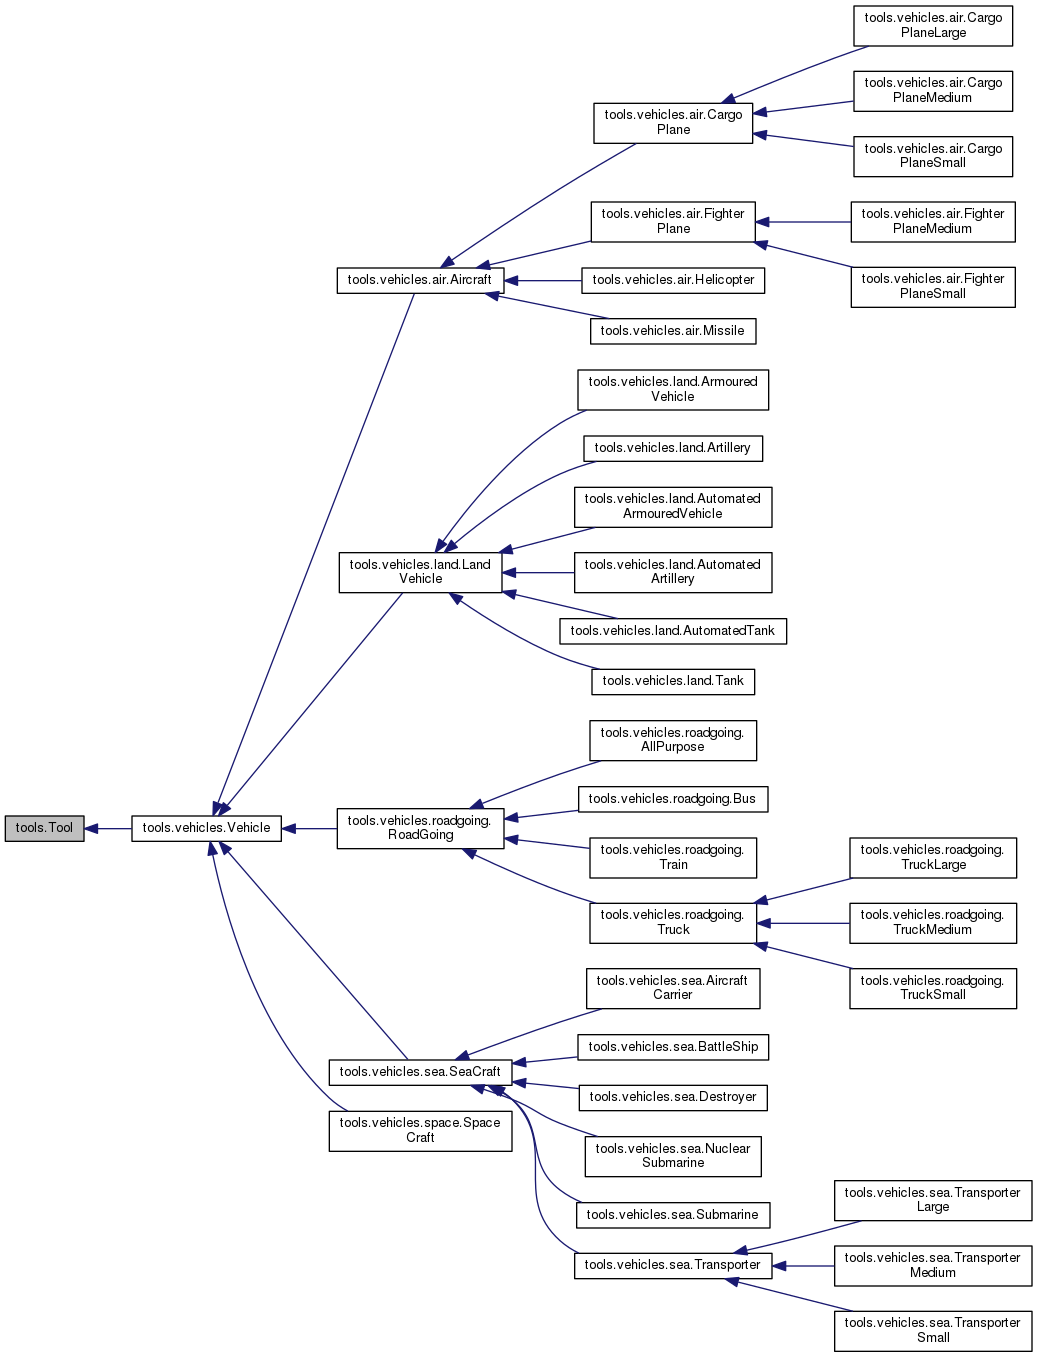 tools.vehicles.air.Cargo
PlaneLarge
tools.vehicles.air.Cargo
PlaneMedium
tools.vehicles.air.Cargo
Plane
tools.vehicles.air.Cargo
PlaneSmall
tools.vehicles.air.Fighter
Plane
tools.vehicles.air.Fighter
PlaneMedium
tools.vehicles.air.Aircraft
tools.vehicles.air.Helicopter
tools.vehicles.air.Fighter
PlaneSmall
tools.vehicles.air.Missile
tools.vehicles.land.Armoured
Vehicle
tools.vehicles.land.Artillery
tools.vehicles.land.Automated
ArmouredVehicle
tools.vehicles.land.Land
Vehicle
tools.vehicles.land.Automated
Artillery
tools.vehicles.land.AutomatedTank
tools.vehicles.land.Tank
tools.vehicles.roadgoing.
AllPurpose
tools.vehicles.roadgoing.Bus
tools.Tool
tools.vehicles.Vehicle
tools.vehicles.roadgoing.
RoadGoing
tools.vehicles.roadgoing.
Train
tools.vehicles.roadgoing.
TruckLarge
tools.vehicles.roadgoing.
Truck
tools.vehicles.roadgoing.
TruckMedium
tools.vehicles.roadgoing.
TruckSmall
tools.vehicles.sea.Aircraft
Carrier
tools.vehicles.sea.BattleShip
tools.vehicles.sea.SeaCraft
tools.vehicles.sea.Destroyer
tools.vehicles.space.Space
Craft
tools.vehicles.sea.Nuclear
Submarine
tools.vehicles.sea.Submarine
tools.vehicles.sea.Transporter
Large
tools.vehicles.sea.Transporter
tools.vehicles.sea.Transporter
Medium
tools.vehicles.sea.Transporter
Small